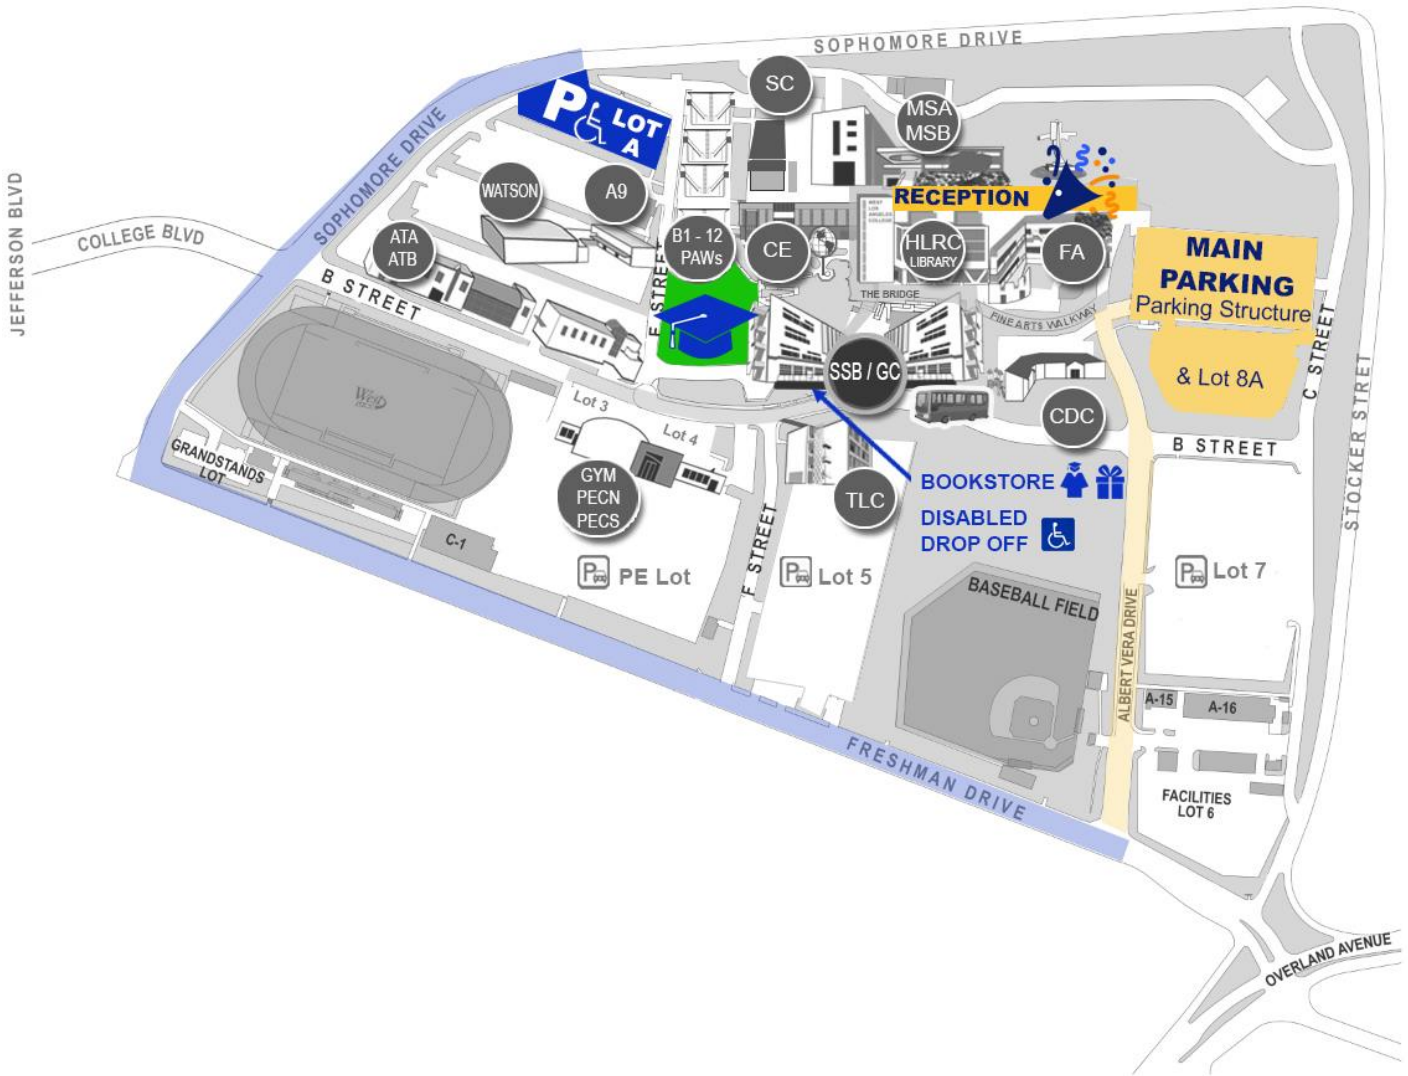 SOPHOMORE DRIVE
SC
MSA
MSB
P
LOT
A
SOPHOMORE DRIVE
WATSON
A9
RECEPTION
WEST
LOS
ANGELES
COLLEGE
JEFFERSON BLVD
COLLEGE BLVD
ATA
ATB
B1 - 12
PAWs
CE
HLRC
LIBRARY
FA
MAIN
PARKING
Parking Structure
B STREET
E STREET
THE BRIDGE
FINE ARTS WALKWAY
C STREET
SSB / GC
& Lot 8A
STOCKER STREET
Lot 3
Lot 4
CDC
B STREET
GRANDSTANDS
LOT
GYM
PECN
PECS
TLC
BOOKSTORE
DISABLED
DROP OFF
C-1
F STREET
P
PE Lot
P
Lot 5
P
Lot 7
BASEBALL FIELD
ALBERT VERA DRIVE
A-15
A-16
FRESHMAN DRIVE
FACILITIES
LOT 6
OVERLAND AVENUE